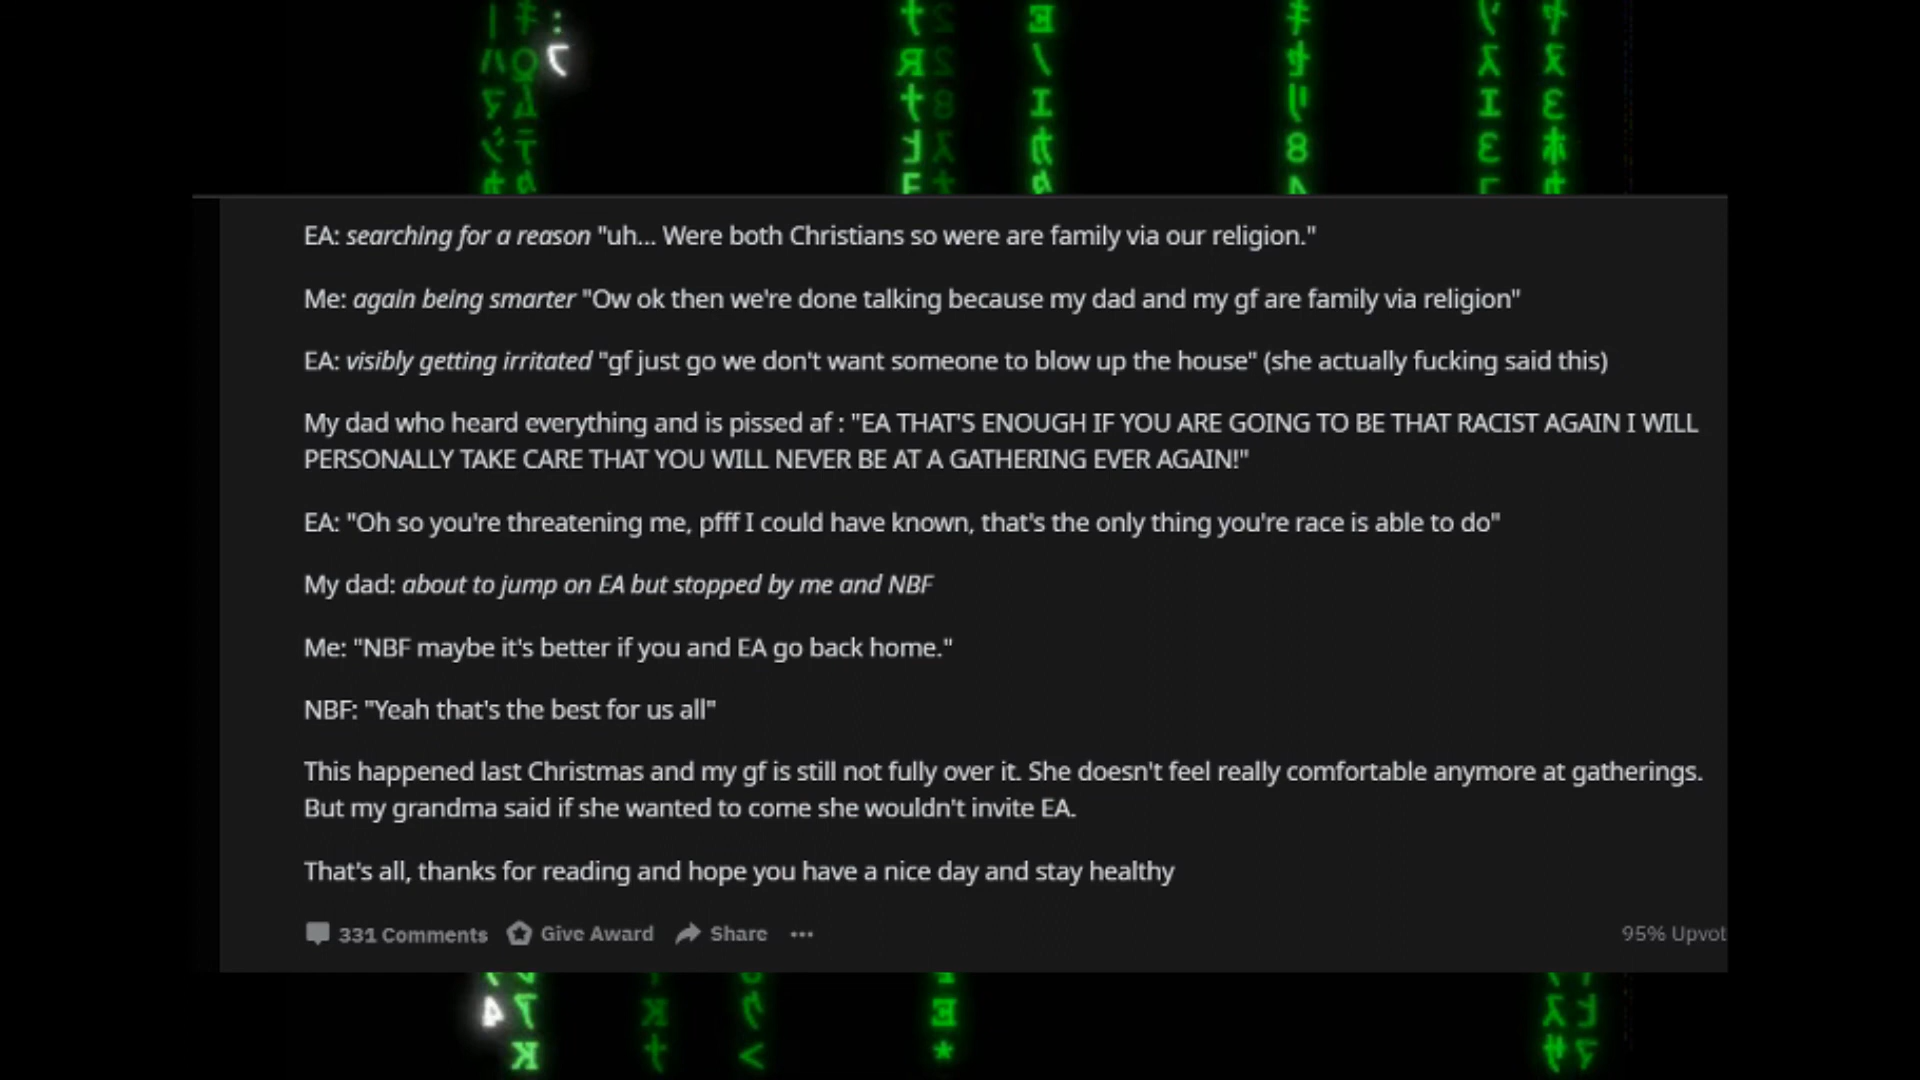 EA: searching for a reason "uh... Were both Christians so were are family via our religion."
Me: again being smarter "Ow ok then we're done talking because my dad and my gf are family via religion"
EA: visibly getting irritated "gf just go we don't want someone to blow up the house" (she actually fucking said this)
My dad who heard everything and is pissed af : "EA THAT'S ENOUGH IF YOU ARE GOING TO BE THAT RACIST AGAIN I WILL
PERSONALLY TAKE CARE THAT YOU WILL NEVER BE AT A GATHERING EVER AGAIN!"
EA: "Oh so you're threatening me, pfff I could have known, that's the only thing you're race is able to do"
My dad: about to jump on EA but stopped by me and NBF
Me: "NBF maybe it's better if you and EA go back home."
NBF: "Yeah that's the best for us all"
This happened last Christmas and my gf is still not fully over it. She doesn't feel really comfortable anymore at gatherings.
But my grandma said if she wanted to come she wouldn't invite EA.
That's all, thanks for reading and hope you have a nice day and stay healthy
331 Comments Give Award Share ... 95% Upvot